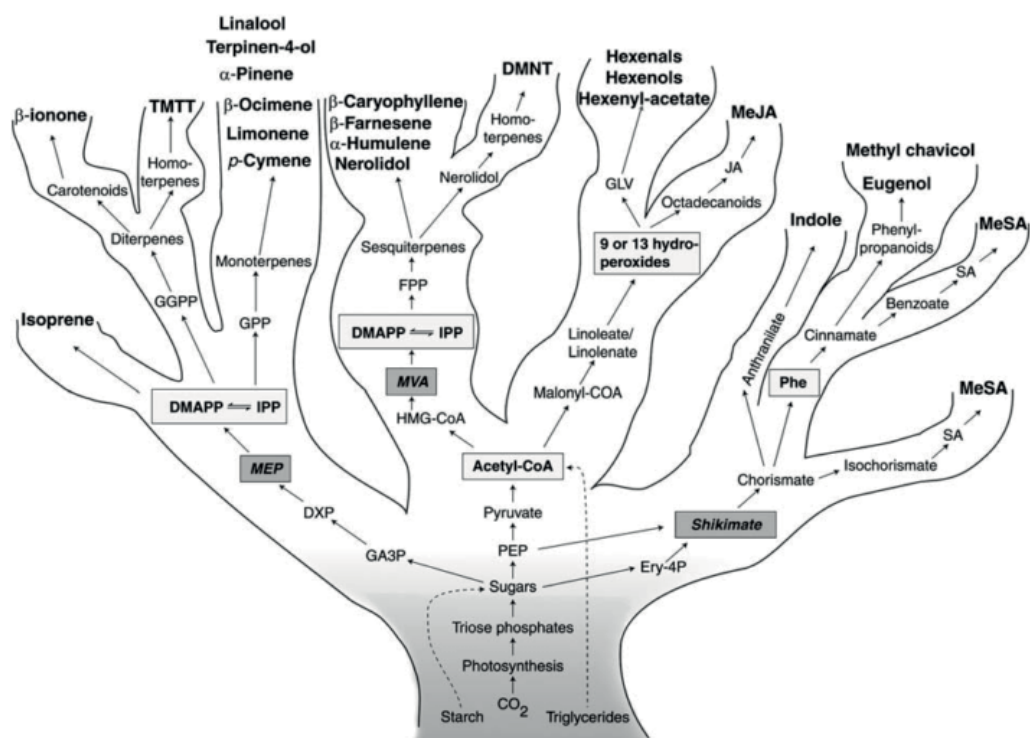 Linalool
Terpinen-4-ol
α-Pinene
β-Ocimene
Limonene
p-Cymene
β-ionone
TMTT
Homo-
terpenes
Carotenoids
Diterpenes
GGPP
Monoterpenes
GPP
Isoprene
DMAPP IPP
MEP
DXP
GA3P
β-Caryophyllene
β-Farnesene
α-Humulene
Nerolidol
DMNT
Homo-
terpenes
Nerolidol
Sesquiterpenes
FPP
DMAPP IPP
MVA
HMG-CoA
Hexenals
Hexenols
Hexenyl-acetate
MeJA
JA
GLV
Octadecanoids
9 or 13 hydro-
peroxides
Linoleate/
Linolenate
Malonyl-COA
Acetyl-CoA
Pyruvate
PEP
Sugars
Triose phosphates
Photosynthesis
CO2
Starch
Triglycerides
Methyl chavicol
Eugenol
Phenyl-
propanoids
Indole
MeSA
SA
Benzoate
Cinnamate
Anthranilate
Phe
MeSA
SA
Isochorismate
Chorismate
Shikimate
Ery-4P